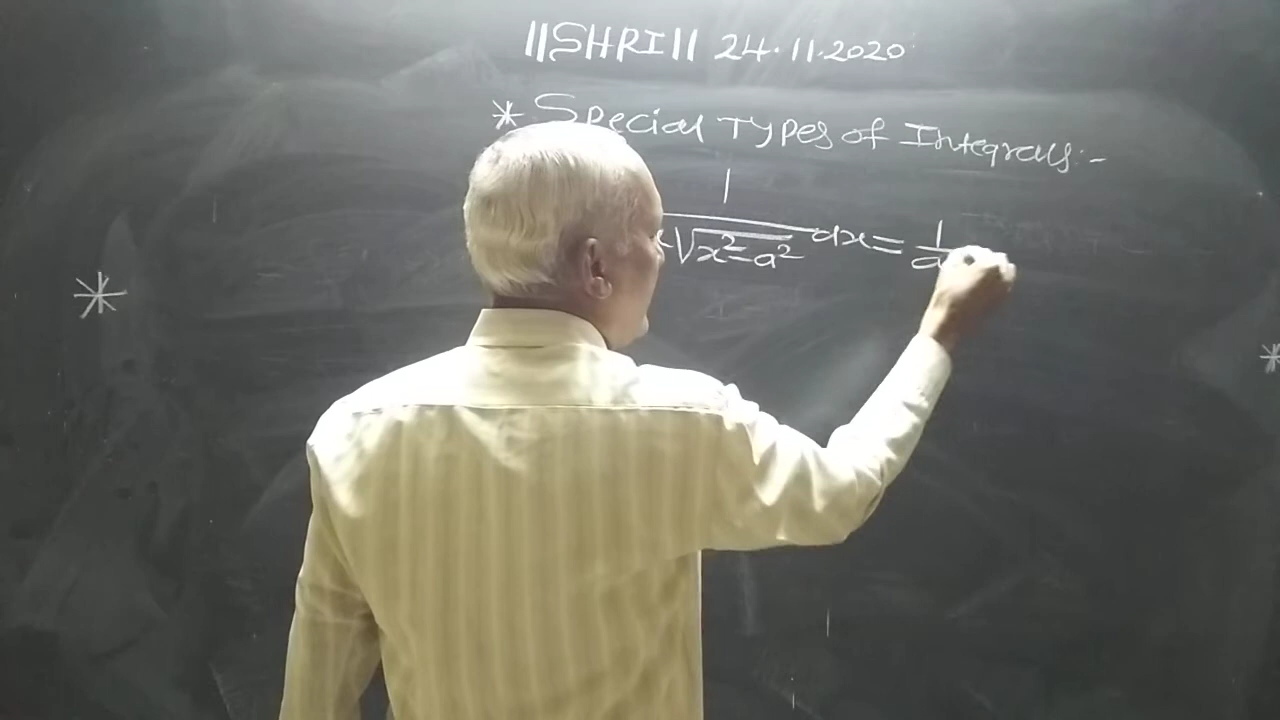 ||SHRI|| 24.11.2020
* Special Types of Integrals:-
1
x√x²-a² dx = 1/a
*
*